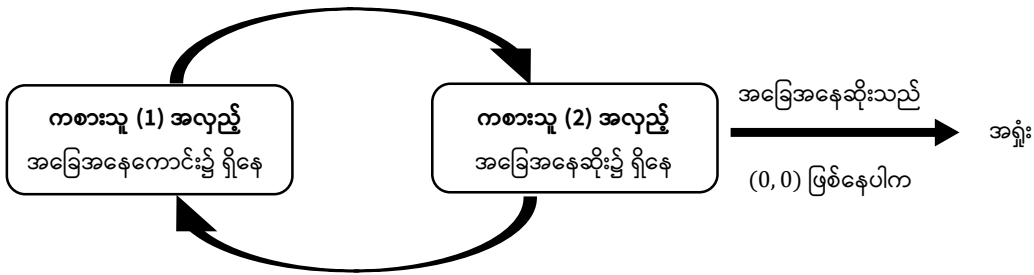 ကစားသူ (1) အလှည့်
အခြေအနေကောင်း၌ ရှိနေ
ကစားသူ (2) အလှည့်
အခြေအနေဆိုး၌ ရှိနေ
အခြေအနေဆိုးသည်
(0, 0) ဖြစ်နေပါက
အရှုံး